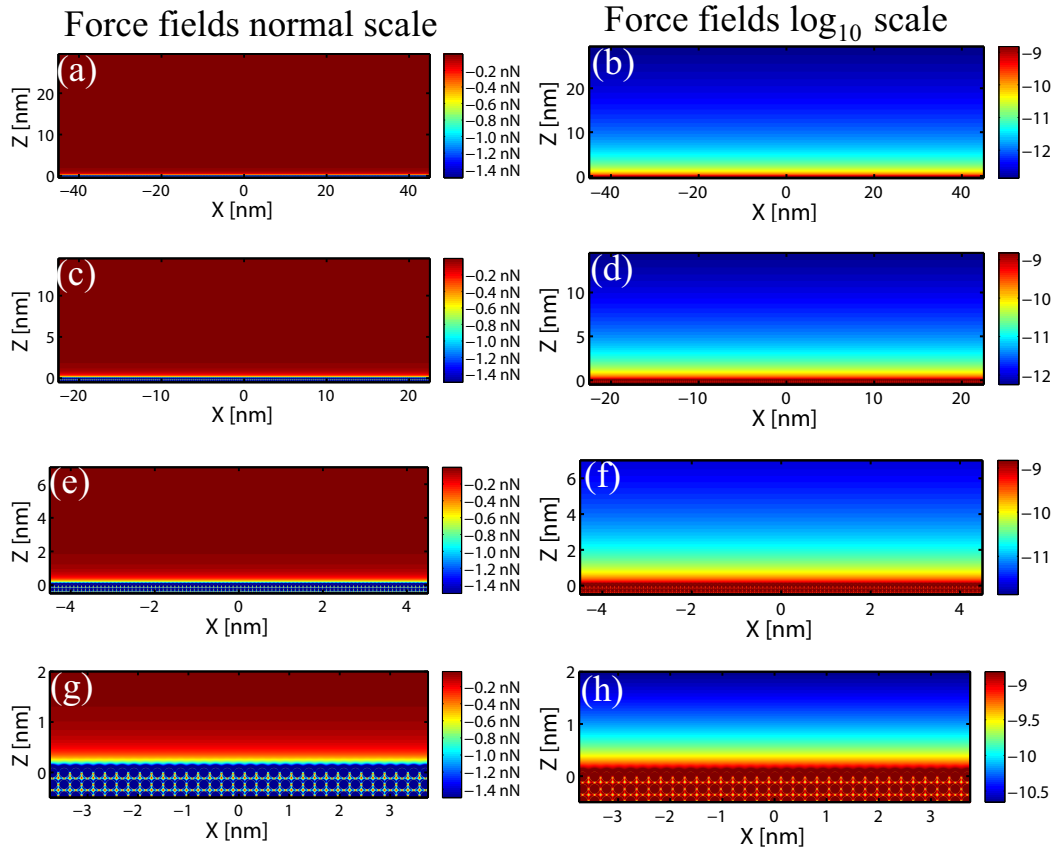 Force fields normal scale
Force fields log10 scale
(a)
Z [nm]
20
10
0
−40 −20 0 20 40
X [nm]
−0.2 nN
−0.4 nN
−0.6 nN
−0.8 nN
−1.0 nN
−1.2 nN
−1.4 nN
(b)
Z [nm]
20
10
0
−40 −20 0 20 40
X [nm]
−9
−10
−11
−12
(c)
Z [nm]
10
5
0
−20 −10 0 10 20
X [nm]
−0.2 nN
−0.4 nN
−0.6 nN
−0.8 nN
−1.0 nN
−1.2 nN
−1.4 nN
(d)
Z [nm]
10
5
0
−20 −10 0 10 20
X [nm]
−9
−10
−11
−12
(e)
Z [nm]
6
4
2
0
−4 −2 0 2 4
X [nm]
−0.2 nN
−0.4 nN
−0.6 nN
−0.8 nN
−1.0 nN
−1.2 nN
−1.4 nN
(f)
Z [nm]
6
4
2
0
−4 −2 0 2 4
X [nm]
−9
−10
−11
(g)
Z [nm]
2
1
0
−3 −2 −1 0 1 2 3
X [nm]
−0.2 nN
−0.4 nN
−0.6 nN
−0.8 nN
−1.0 nN
−1.2 nN
−1.4 nN
(h)
Z [nm]
2
1
0
−3 −2 −1 0 1 2 3
X [nm]
−9
−9.5
−10
−10.5